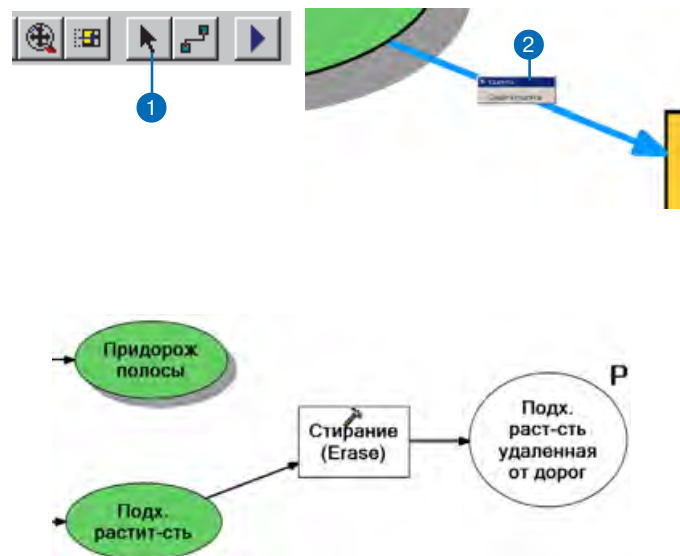 1
2
Придорож
полосы
Стирание
(Erase)
P
Подх.
раст-сть
удаленная
от дорог
Подх.
растит-сть